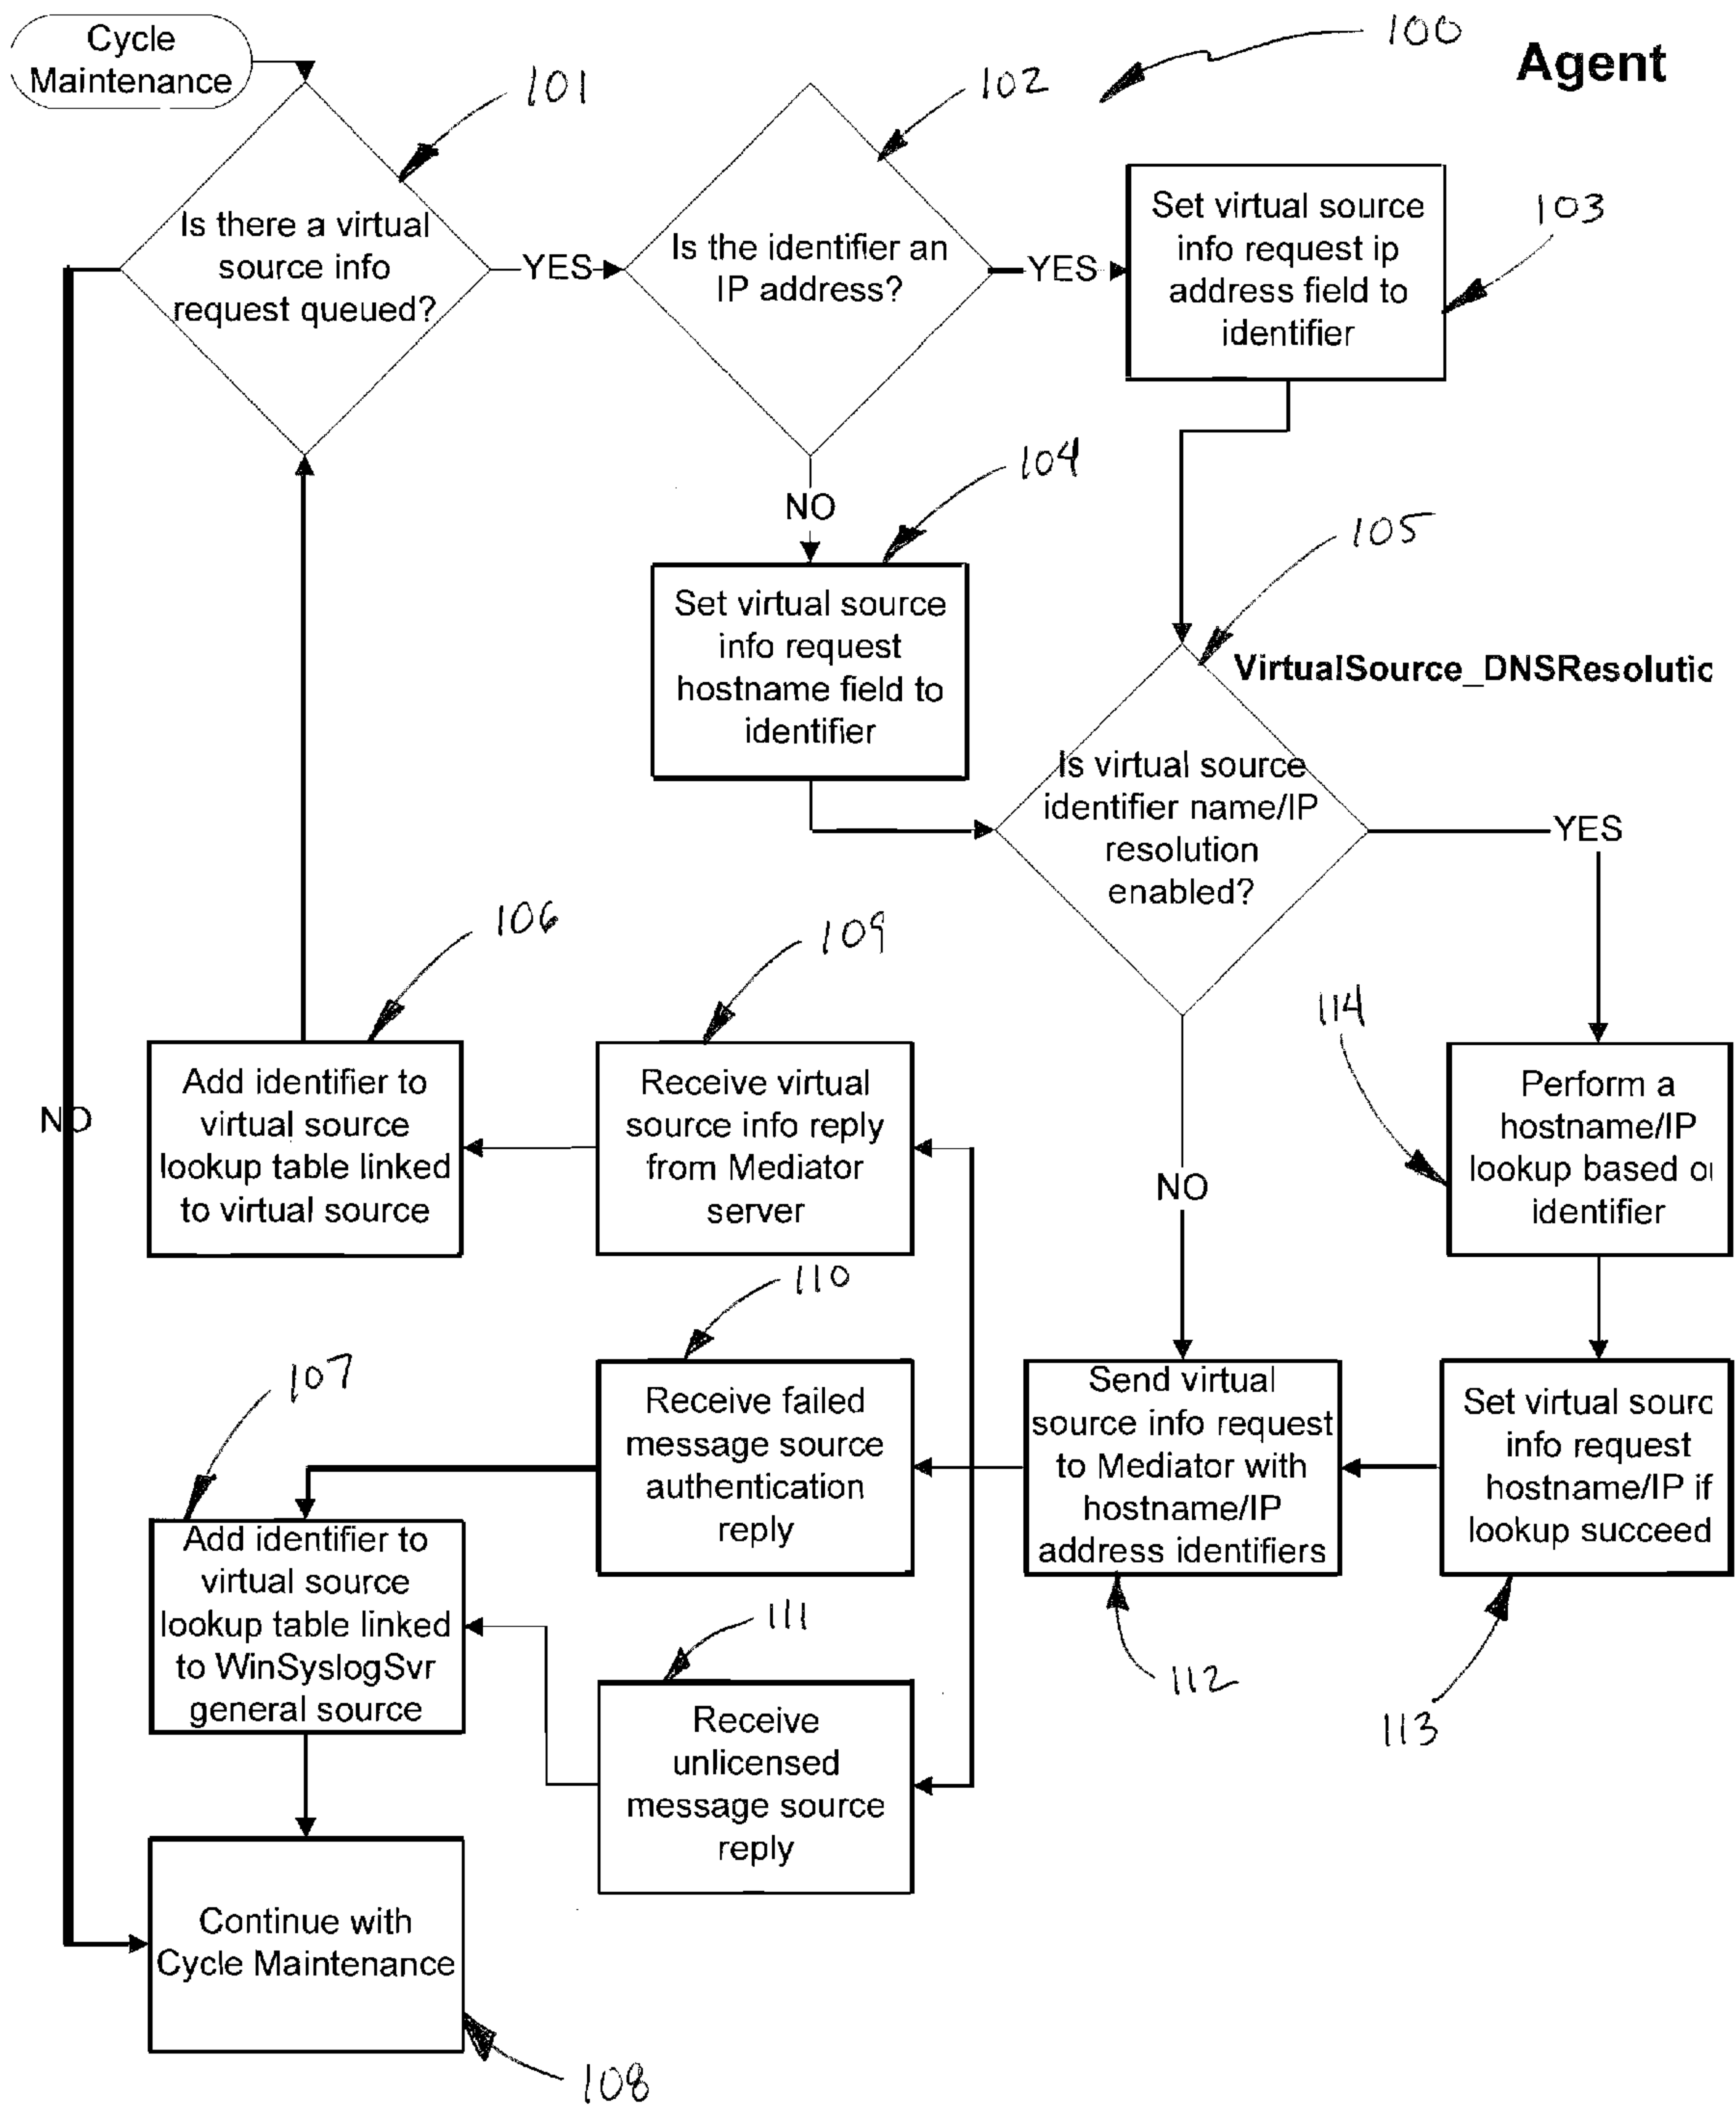 Cycle
Maintenance
100
Agent
101
102
Is there a virtual
source info
request queued?
YES
Is the identifier an
IP address?
YES
Set virtual source
info request ip
address field to
identifier
103
NO
104
Set virtual source
info request
hostname field to
identifier
105
VirtualSource_DNSResolutic
Is virtual source
identifier name/IP
resolution
enabled?
YES
106
109
114
NO
Add identifier to
virtual source
lookup table linked
to virtual source
Receive virtual
source info reply
from Mediator
server
NO
Perform a
hostname/IP
lookup based o
identifier
110
107
Receive failed
message source
authentication
reply
Send virtual
source info request
to Mediator with
hostname/IP
address identifiers
Set virtual sourc
info request
hostname/IP if
lookup succeed
Add identifier to
virtual source
lookup table linked
to WinSyslogSvr
general source
111
112
113
Receive
unlicensed
message source
reply
Continue with
Cycle Maintenance
108